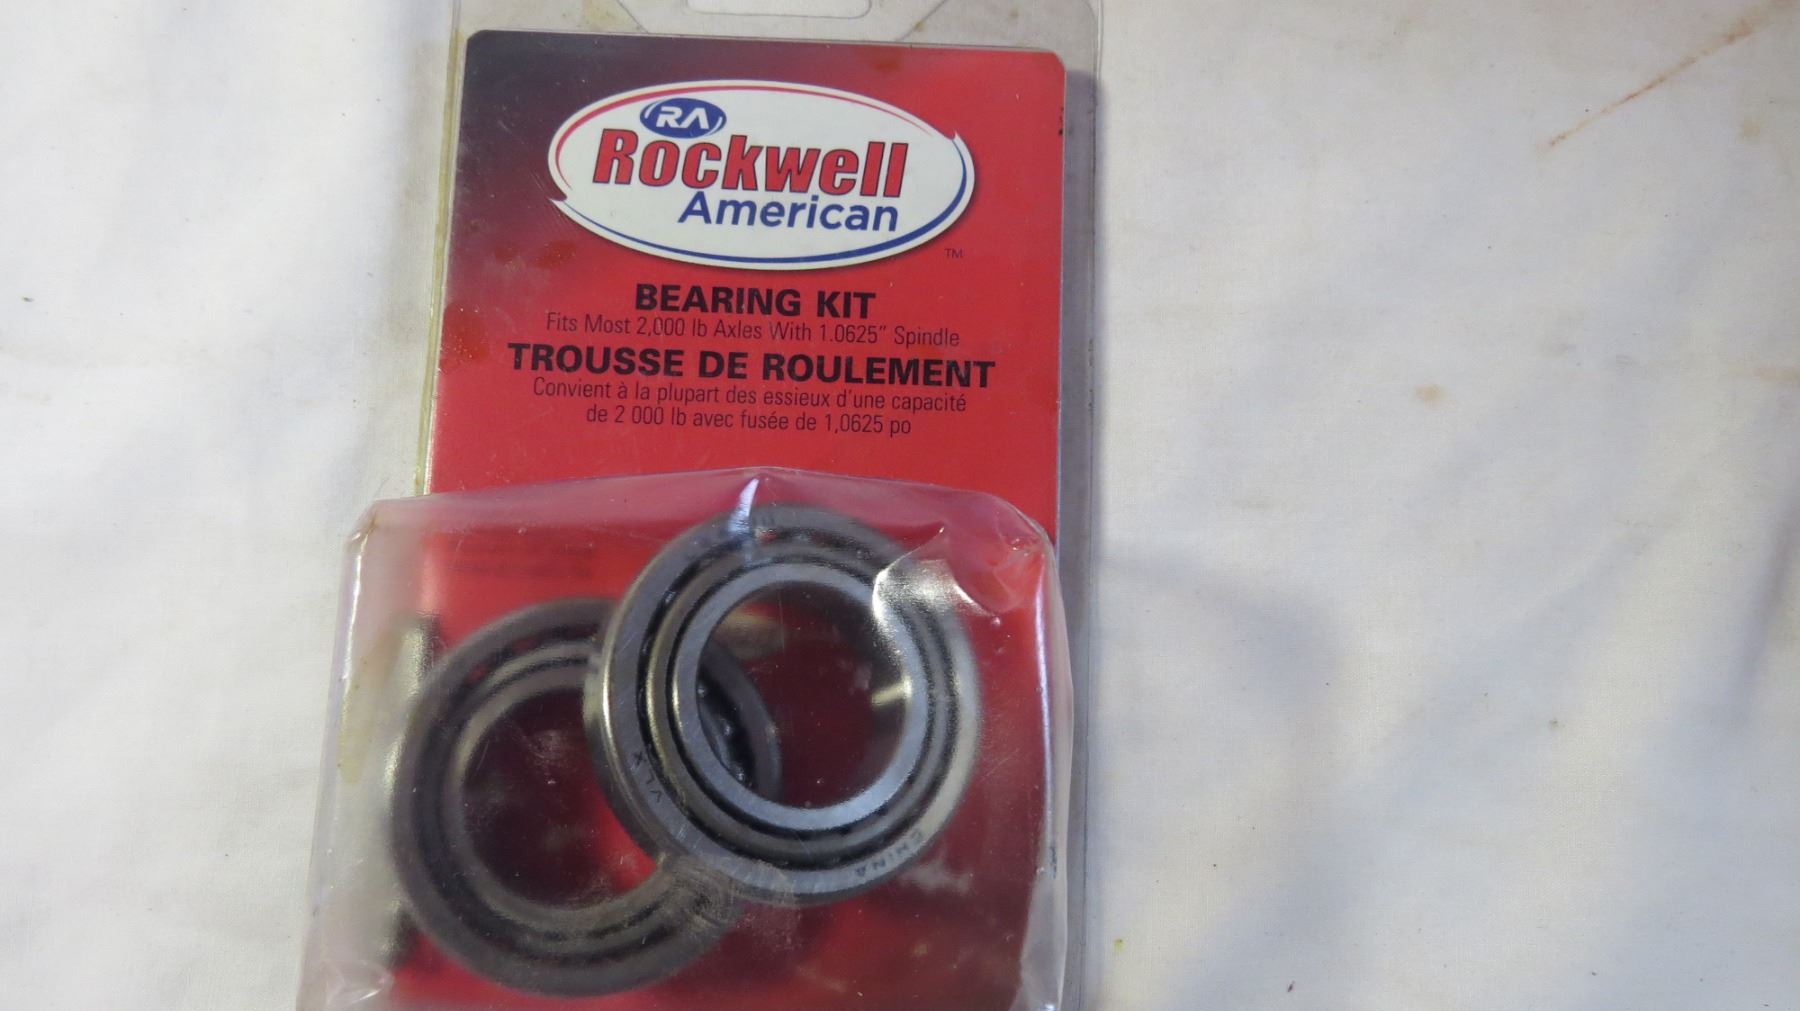 RA
Rockwell
American
TM
BEARING KIT
Fits Most 2,000 lb Axles With 1.0625" Spindle
TROUSSE DE ROULEMENT
Convient à la plupart des essieux d'une capacité
de 2 000 lb avec fusée de 1,0625 po
VLX
CHINA